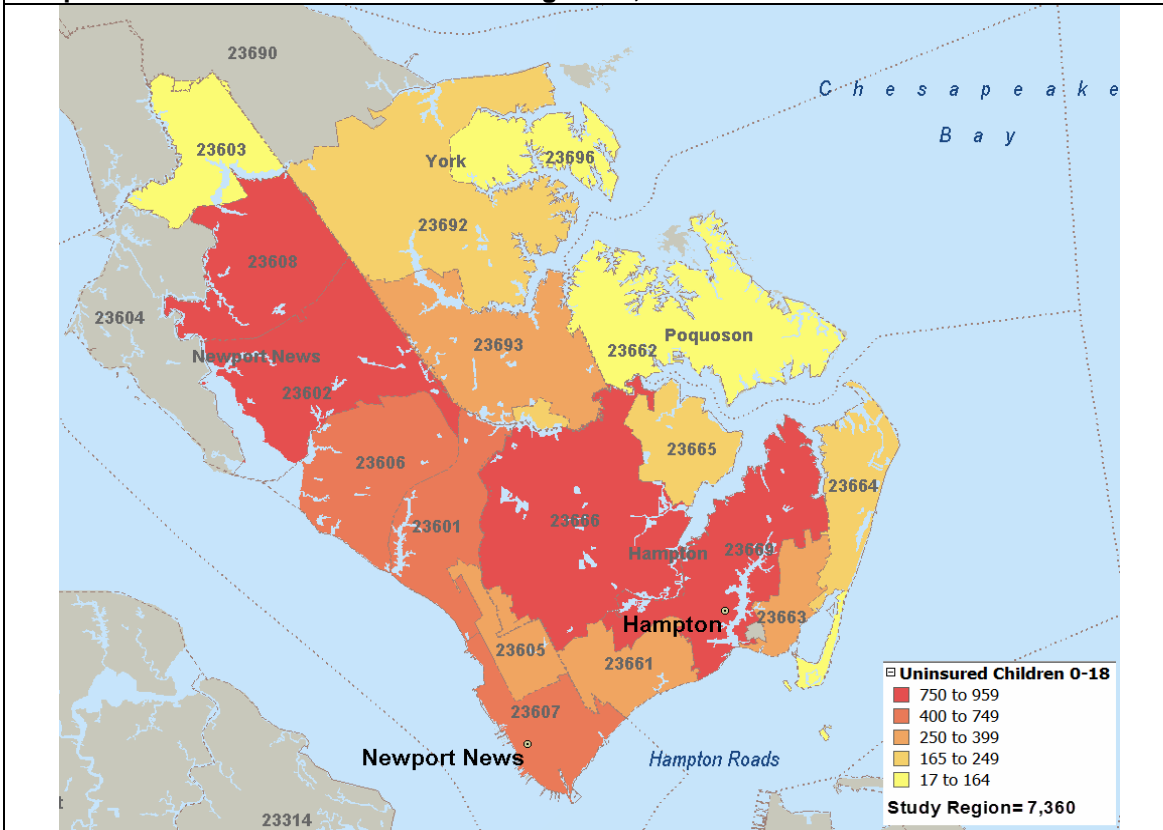 23690
C h e s a p e a k e
B a y
23603
York
23696
23692
23608
23604
Poquoson
23693
23662
Newport News
23602
23606
23665
23664
23601
23666
Hampton
23669
Hampton
23663
23605
23661
23607
Newport News
Hampton Roads
23314
Uninsured Children 0-18
750 to 959
400 to 749
250 to 399
165 to 249
17 to 164
Study Region= 7,360